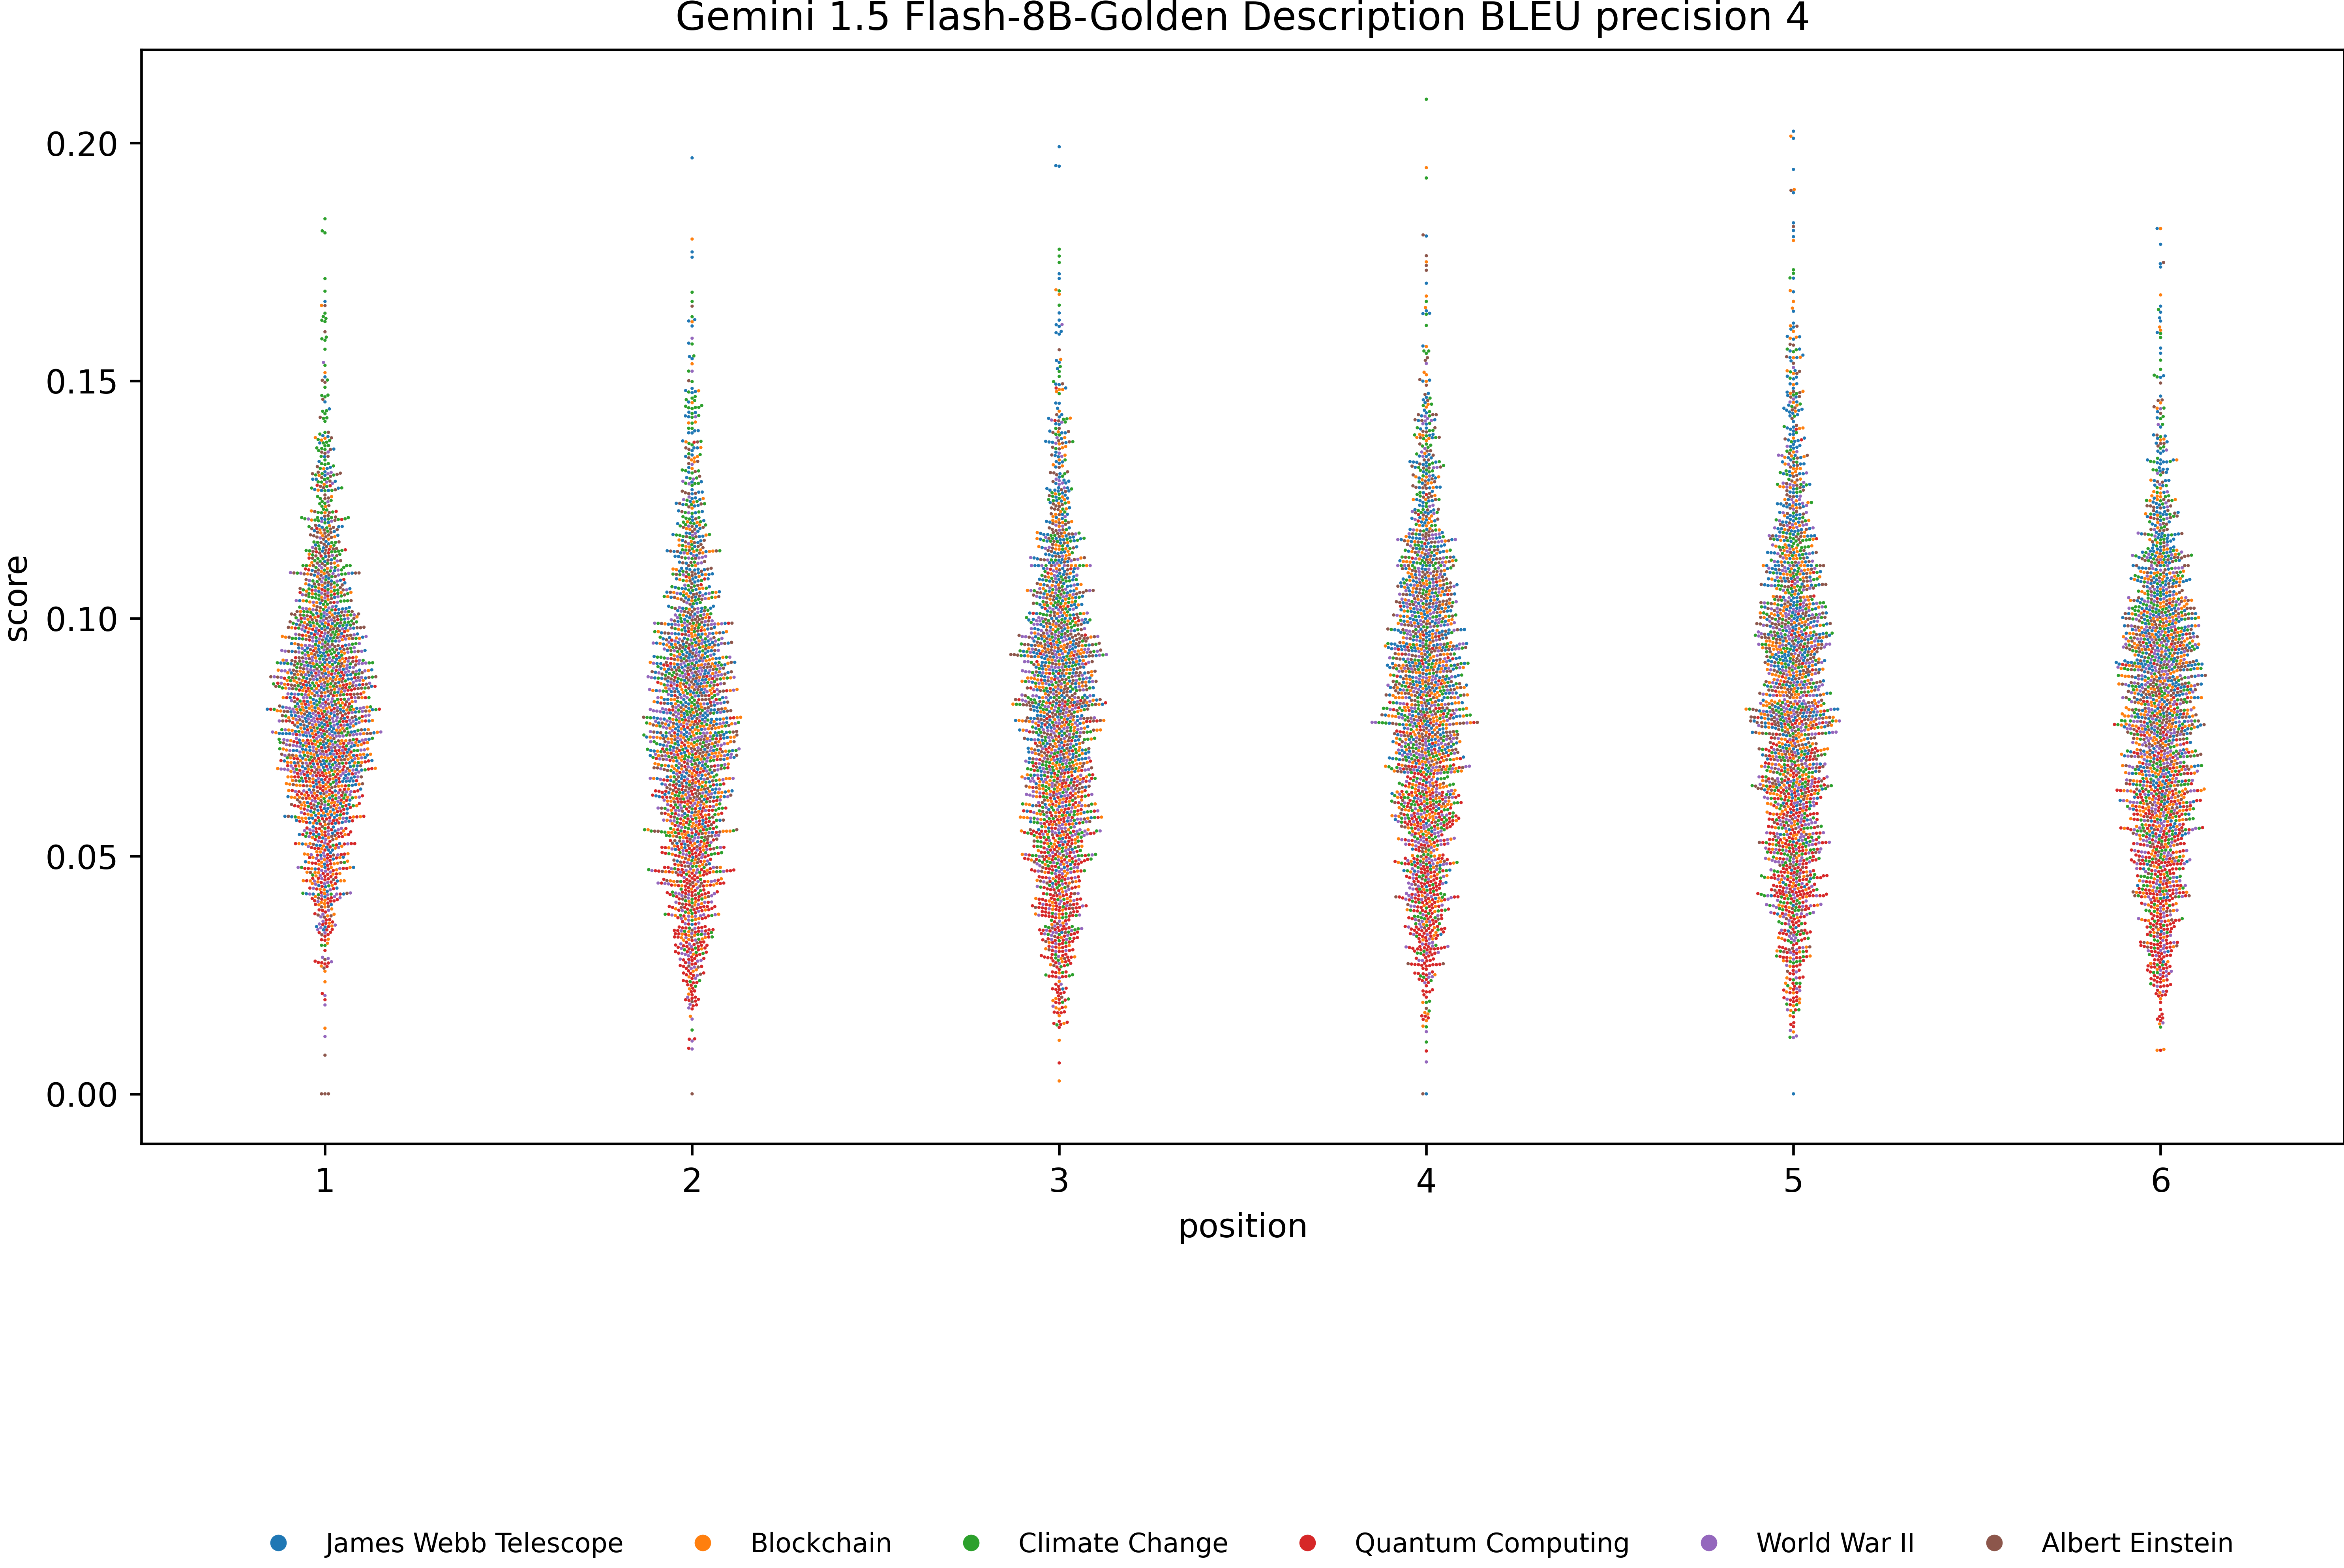 Gemini 1.5 Flash-8B-Golden Description BLEU precision 4
0.20
0.15
0.10
0.05
0.00
score
1 2 3 4 5 6
position
James Webb Telescope Blockchain Climate Change Quantum Computing World War II Albert Einstein